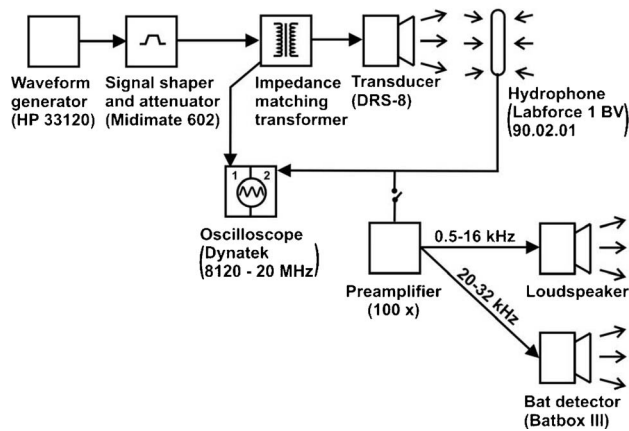 Waveform
generator
(HP 33120)
Signal shaper
and attenuator
(Midimate 602)
Impedance
matching
transformer
Transducer
(DRS-8)
Hydrophone
(Labforce 1 BV)
90.02.01
1 2
Oscilloscope
(Dynatek
8120 - 20 MHz)
Preamplifier
(100 x)
0.5-16 kHz
20-32 kHz
Loudspeaker
Bat detector
(Batbox III)